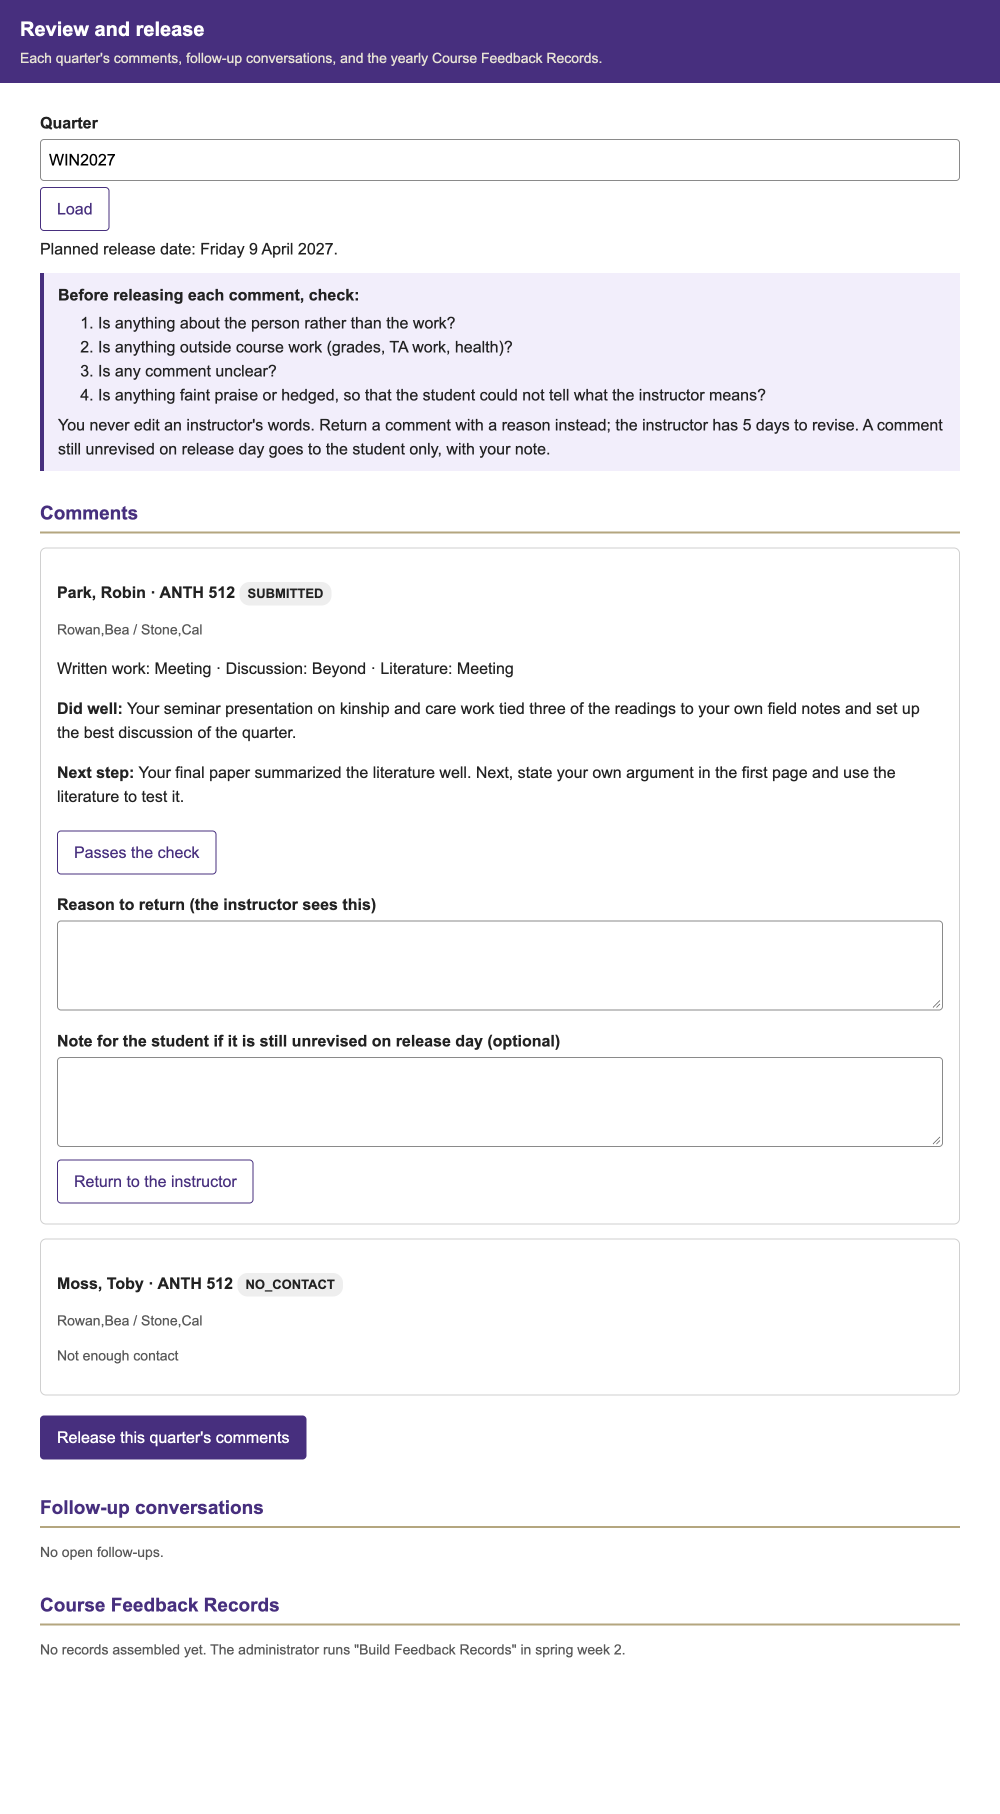 Review and release
Each quarter's comments, follow-up conversations, and the yearly Course Feedback Records.
Quarter
WIN2027
Load
Planned release date: Friday 9 April 2027.
Before releasing each comment, check:
1. Is anything about the person rather than the work?
2. Is anything outside course work (grades, TA work, health)?
3. Is any comment unclear?
4. Is anything faint praise or hedged, so that the student could not tell what the instructor means?
You never edit an instructor's words. Return a comment with a reason instead; the instructor has 5 days to revise. A comment
still unrevised on release day goes to the student only, with your note.
Comments
Park, Robin · ANTH 512 SUBMITTED
Rowan,Bea / Stone,Cal
Written work: Meeting · Discussion: Beyond · Literature: Meeting
Did well: Your seminar presentation on kinship and care work tied three of the readings to your own field notes and set up
the best discussion of the quarter.
Next step: Your final paper summarized the literature well. Next, state your own argument in the first page and use the
literature to test it.
Passes the check
Reason to return (the instructor sees this)
Note for the student if it is still unrevised on release day (optional)
Return to the instructor
Moss, Toby · ANTH 512 NO_CONTACT
Rowan,Bea / Stone,Cal
Not enough contact
Release this quarter's comments
Follow-up conversations
No open follow-ups.
Course Feedback Records
No records assembled yet. The administrator runs "Build Feedback Records" in spring week 2.